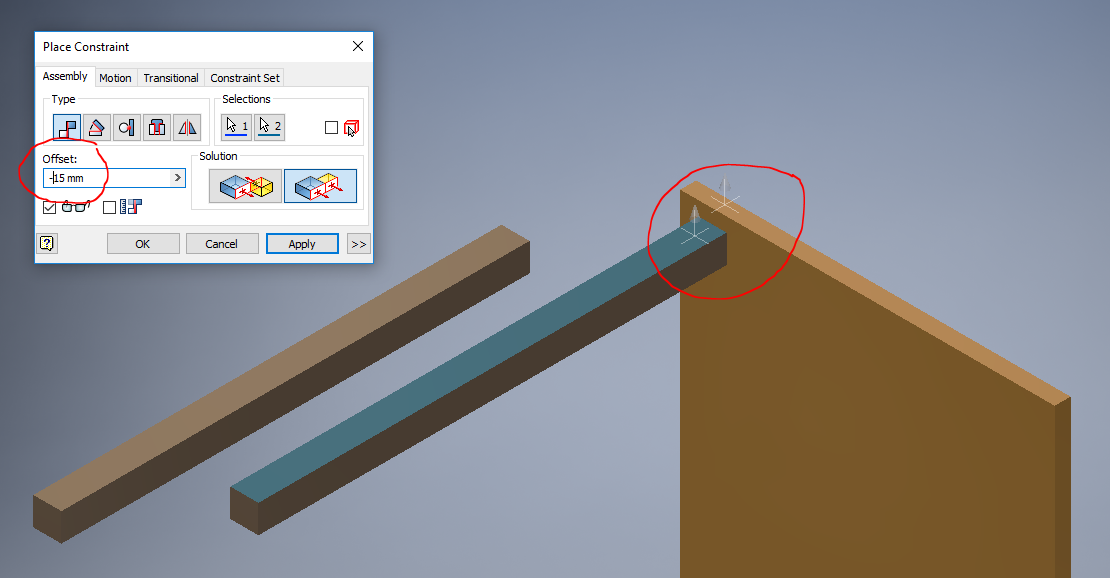 Place Constraint
Assembly Motion Transitional Constraint Set
Type Selections
1 2
Offset: Solution
-15 mm >
? OK Cancel Apply >>